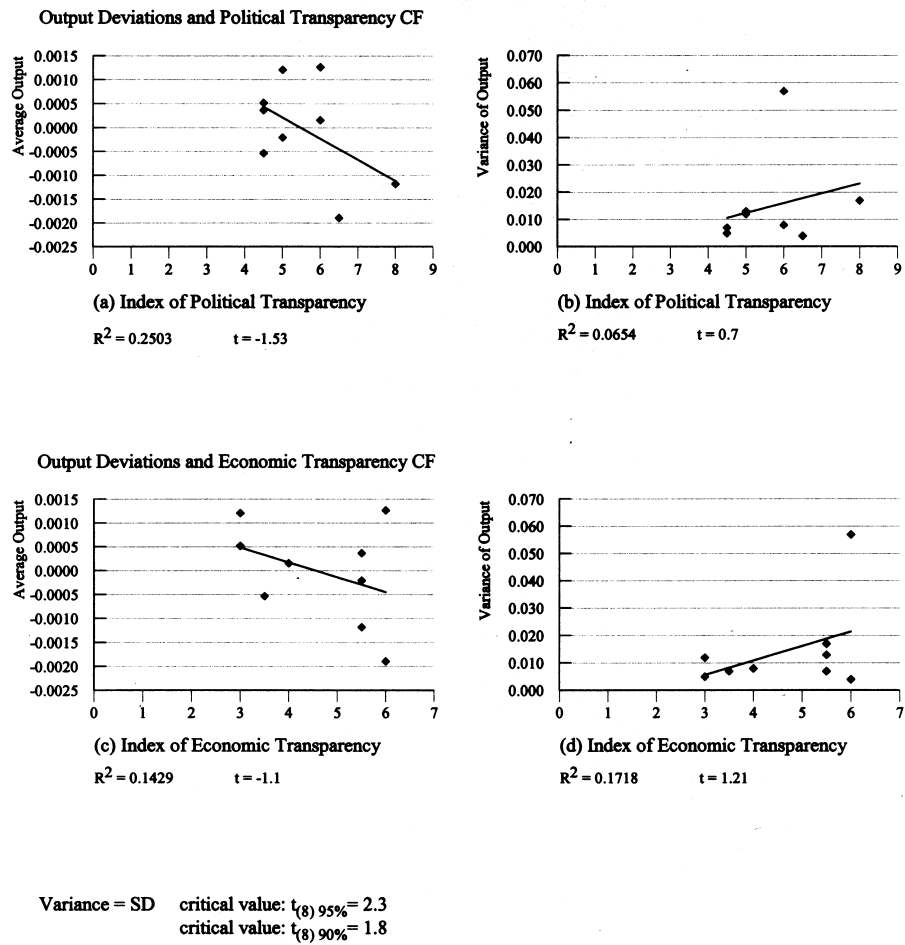 Output Deviations and Political Transparency CF
Average Output
0.0015
0.0010
0.0005
0.0000
-0.0005
-0.0010
-0.0015
-0.0020
-0.0025
0 1 2 3 4 5 6 7 8 9
(a) Index of Political Transparency
R² = 0.2503 t = -1.53
Variance of Output
0.070
0.060
0.050
0.040
0.030
0.020
0.010
0.000
0 1 2 3 4 5 6 7 8 9
(b) Index of Political Transparency
R² = 0.0654 t = 0.7
Output Deviations and Economic Transparency CF
Average Output
0.0015
0.0010
0.0005
0.0000
-0.0005
-0.0010
-0.0015
-0.0020
-0.0025
0 1 2 3 4 5 6 7
(c) Index of Economic Transparency
R² = 0.1429 t = -1.1
Variance of Output
0.070
0.060
0.050
0.040
0.030
0.020
0.010
0.000
0 1 2 3 4 5 6 7
(d) Index of Economic Transparency
R² = 0.1718 t = 1.21
Variance = SD critical value: t(8) 95% = 2.3
critical value: t(8) 90% = 1.8